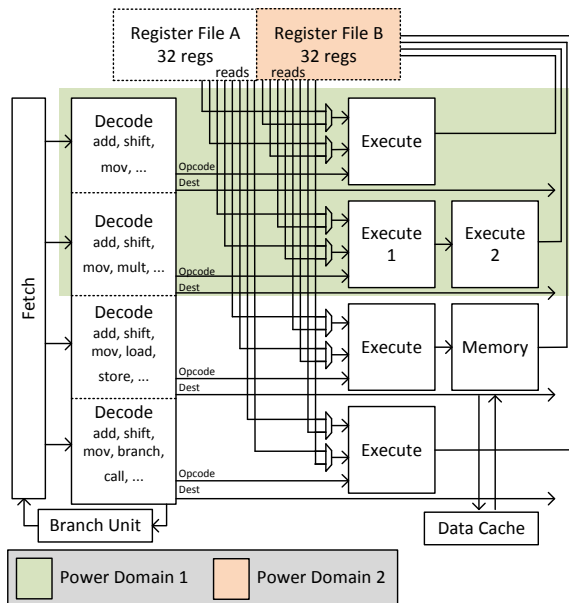 Register File A
32 regs
Register File B
32 regs
reads
reads
Fetch
Decode
add, shift,
mov, ...
Opcode
Dest
Execute
Decode
add, shift,
mov, mult, ...
Opcode
Dest
Execute
1
Execute
2
Decode
add, shift,
mov, load,
store, ...
Opcode
Dest
Execute
Memory
Decode
add, shift,
mov, branch,
call, ...
Opcode
Dest
Execute
Branch Unit
Data Cache
Power Domain 1
Power Domain 2